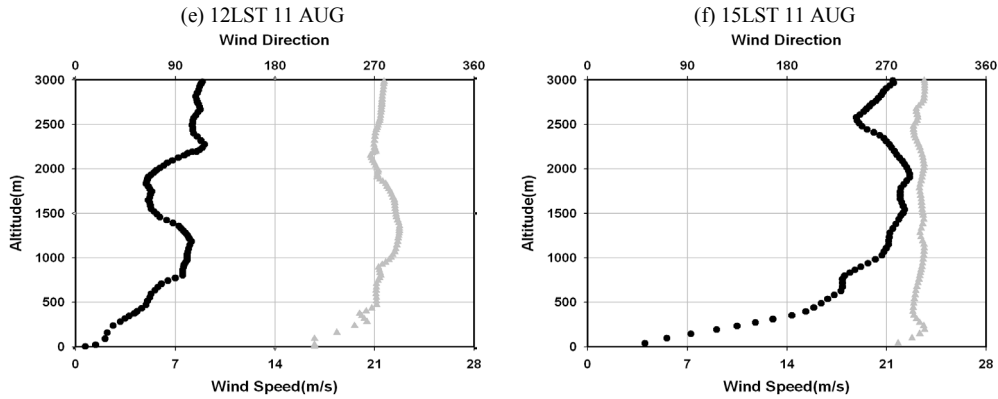 (e) 12LST 11 AUG
Wind Direction
0 90 180 270 360
3000
2500
2000
1500
1000
500
0
Altitude(m)
0 7 14 21 28
Wind Speed(m/s)
(f) 15LST 11 AUG
Wind Direction
0 90 180 270 360
3000
2500
2000
1500
1000
500
0
Altitude(m)
0 7 14 21 28
Wind Speed(m/s)